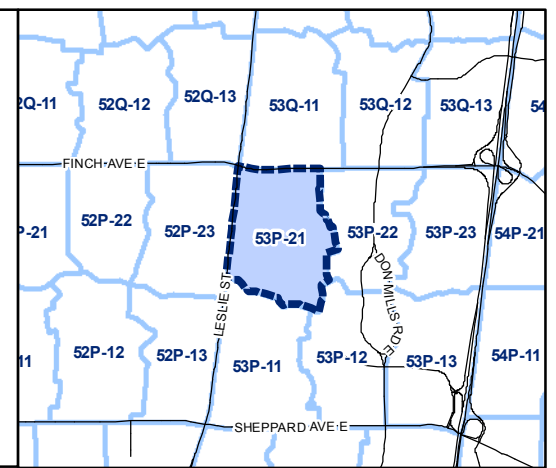 2Q-11
52Q-12
52Q-13
53Q-11
53Q-12
53Q-13
54
FINCH AVE E
P-21
52P-22
52P-23
53P-21
53P-22
53P-23
54P-21
LESLIE ST
DON MILLS RD E
11
52P-12
52P-13
53P-11
53P-12
53P-13
54P-11
SHEPPARD AVE E